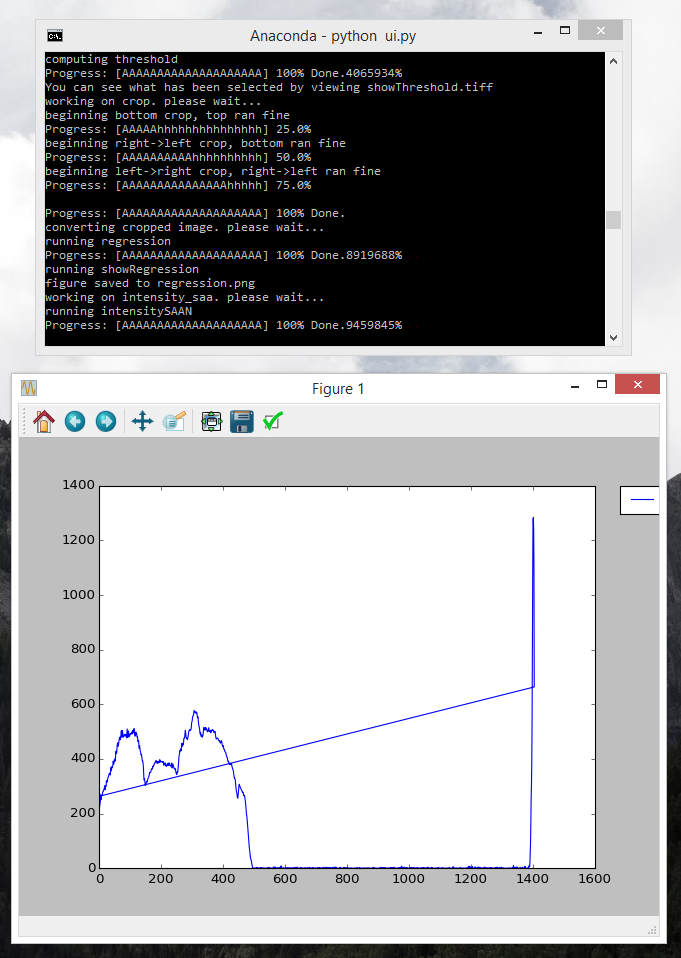 Anaconda - python  ui.py
computing threshold
Progress: [AAAAAAAAAAAAAAAAAAAA] 100% Done.4065934%
You can see what has been selected by viewing showThreshold.tiff
working on crop. please wait...
beginning bottom crop, top ran fine
Progress: [AAAAAhhhhhhhhhhhhhhh] 25.0%
beginning right->left crop, bottom ran fine
Progress: [AAAAAAAAAAhhhhhhhhhh] 50.0%
beginning left->right crop, right->left ran fine
Progress: [AAAAAAAAAAAAAAAhhhhh] 75.0%
Progress: [AAAAAAAAAAAAAAAAAAAA] 100% Done.
converting cropped image. please wait...
running regression
Progress: [AAAAAAAAAAAAAAAAAAAA] 100% Done.8919688%
running showRegression
figure saved to regression.png
working on intensity_saa. please wait...
running intensitySAAN
Progress: [AAAAAAAAAAAAAAAAAAAA] 100% Done.9459845%
Figure 1
1400
1200
1000
800
600
400
200
0
0 200 400 600 800 1000 1200 1400 1600